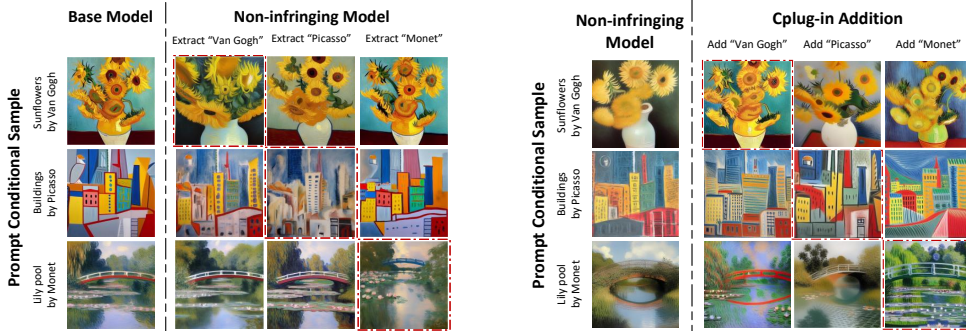 Base Model
Non-infringing Model
Extract “Van Gogh”
Extract “Picasso”
Extract “Monet”
Prompt Conditional Sample
Sunflowers
by Van Gogh
Buildings
by Picasso
Lily pool
by Monet
Non-infringing
Model
Cplug-in Addition
Add “Van Gogh”
Add “Picasso”
Add “Monet”
Prompt Conditional Sample
Sunflowers
by Van Gogh
Buildings
by Picasso
Lily pool
by Monet